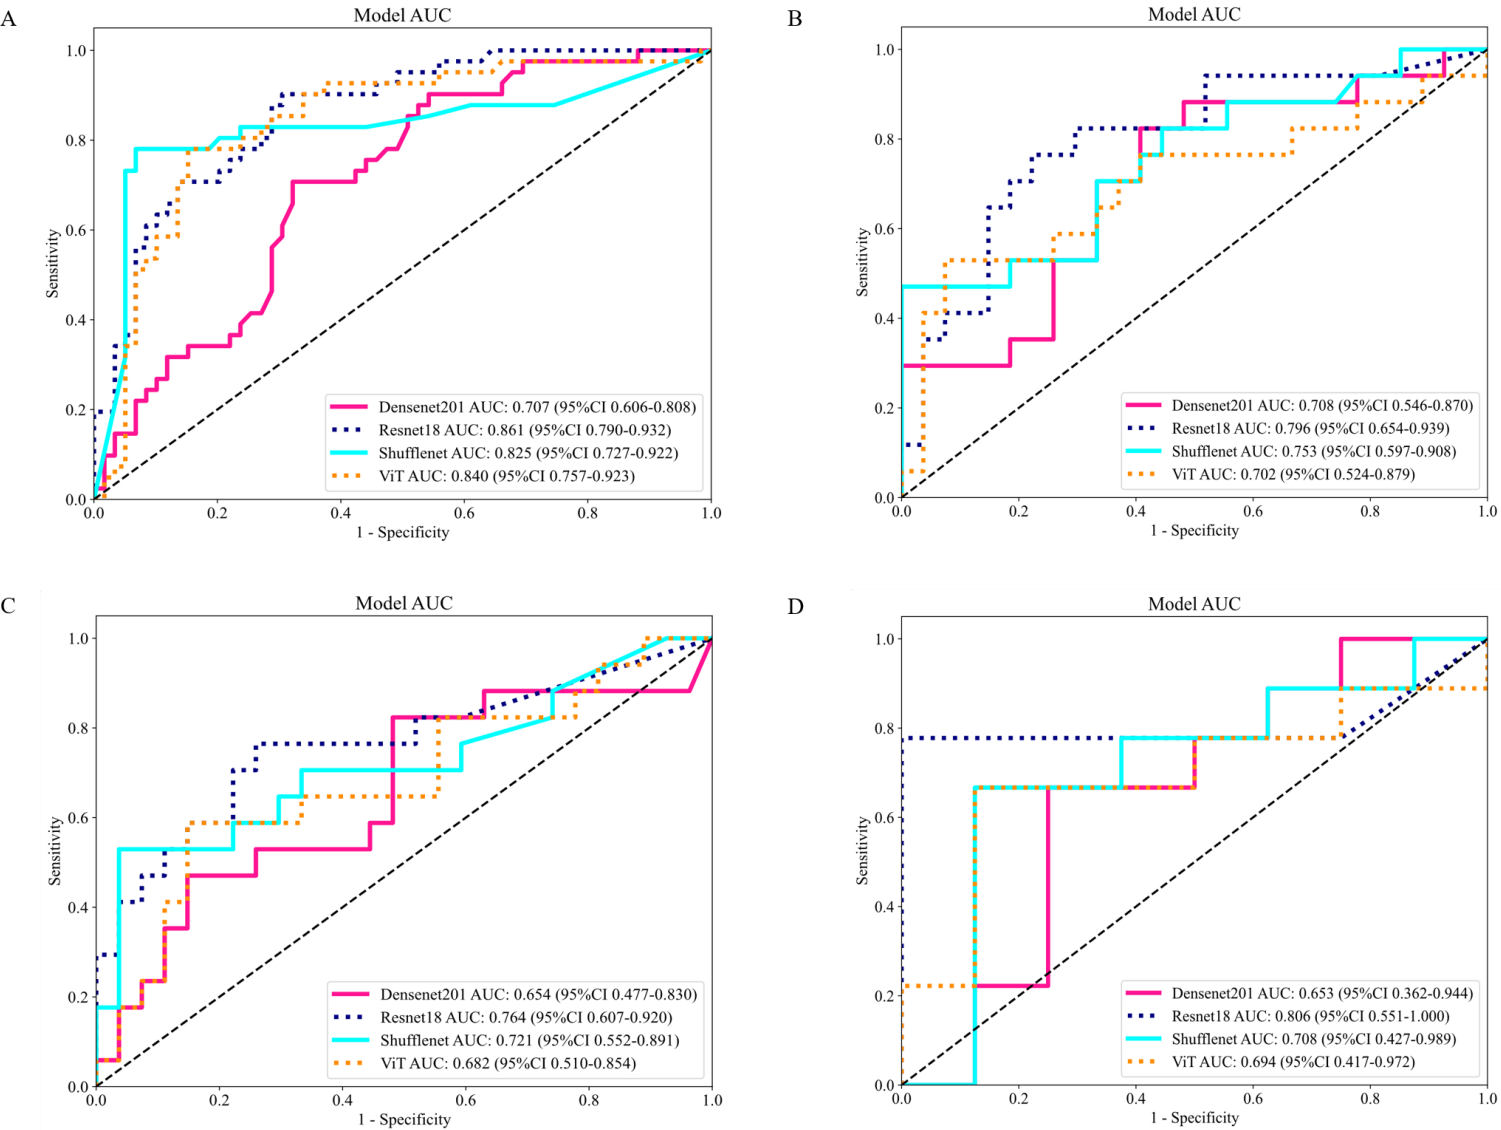 A
Model AUC
1.0
0.8
0.6
0.4
0.2
0.0
Sensitivity
0.0 0.2 0.4 0.6 0.8 1.0
1 - Specificity
Densenet201 AUC: 0.707 (95%CI 0.606-0.808)
Resnet18 AUC: 0.861 (95%CI 0.790-0.932)
Shufflenet AUC: 0.825 (95%CI 0.727-0.922)
ViT AUC: 0.840 (95%CI 0.757-0.923)
B
Model AUC
1.0
0.8
0.6
0.4
0.2
0.0
Sensitivity
0.0 0.2 0.4 0.6 0.8 1.0
1 - Specificity
Densenet201 AUC: 0.708 (95%CI 0.546-0.870)
Resnet18 AUC: 0.796 (95%CI 0.654-0.939)
Shufflenet AUC: 0.753 (95%CI 0.597-0.908)
ViT AUC: 0.702 (95%CI 0.524-0.879)
C
Model AUC
1.0
0.8
0.6
0.4
0.2
0.0
Sensitivity
0.0 0.2 0.4 0.6 0.8 1.0
1 - Specificity
Densenet201 AUC: 0.654 (95%CI 0.477-0.830)
Resnet18 AUC: 0.764 (95%CI 0.607-0.920)
Shufflenet AUC: 0.721 (95%CI 0.552-0.891)
ViT AUC: 0.682 (95%CI 0.510-0.854)
D
Model AUC
1.0
0.8
0.6
0.4
0.2
0.0
Sensitivity
0.0 0.2 0.4 0.6 0.8 1.0
1 - Specificity
Densenet201 AUC: 0.653 (95%CI 0.362-0.944)
Resnet18 AUC: 0.806 (95%CI 0.551-1.000)
Shufflenet AUC: 0.708 (95%CI 0.427-0.989)
ViT AUC: 0.694 (95%CI 0.417-0.972)